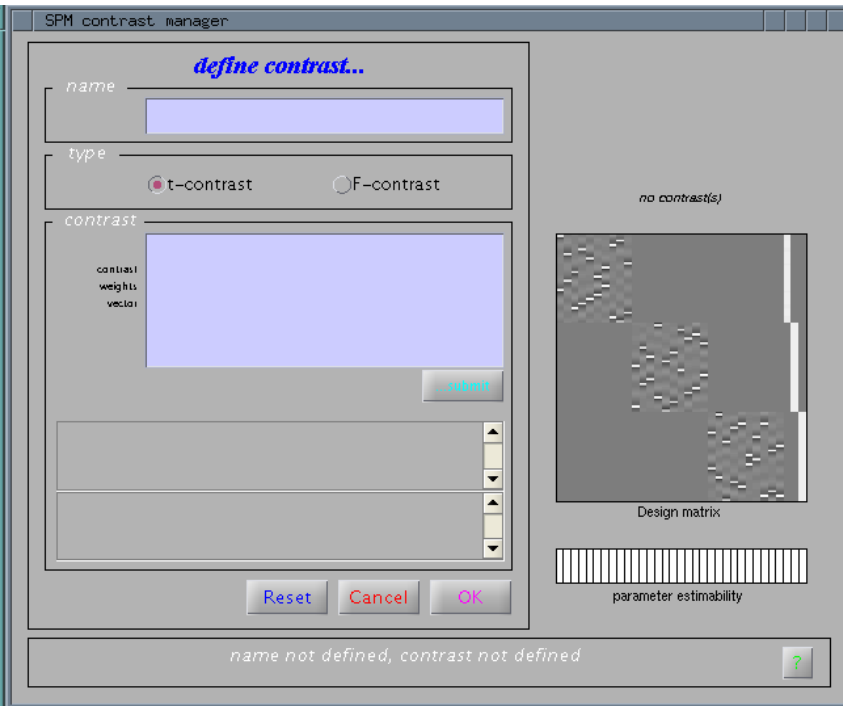 SPM contrast manager
define contrast...
name
type
t-contrast
F-contrast
contrast
contrast
weights
vector
...submit
Reset
Cancel
OK
no contrast(s)
Design matrix
parameter estimability
name not defined, contrast not defined
?